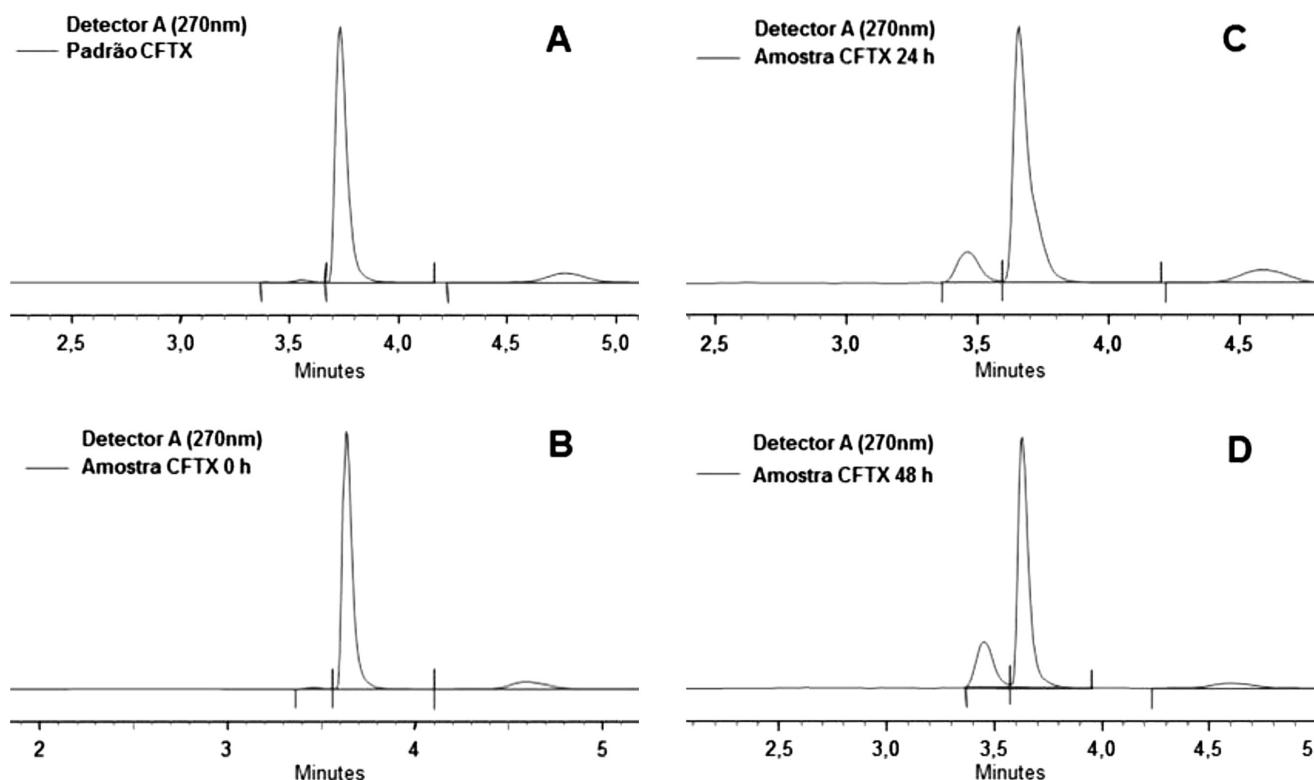 Detector A (270nm)
Padrão CFTX
A
2,5 3,0 3,5 4,0 4,5 5,0
Minutes
Detector A (270nm)
Amostra CFTX 24 h
C
2,5 3,0 3,5 4,0 4,5
Minutes
Detector A (270nm)
Amostra CFTX 0 h
B
2 3 4 5
Minutes
Detector A (270nm)
Amostra CFTX 48 h
D
2,5 3,0 3,5 4,0 4,5 5
Minutes